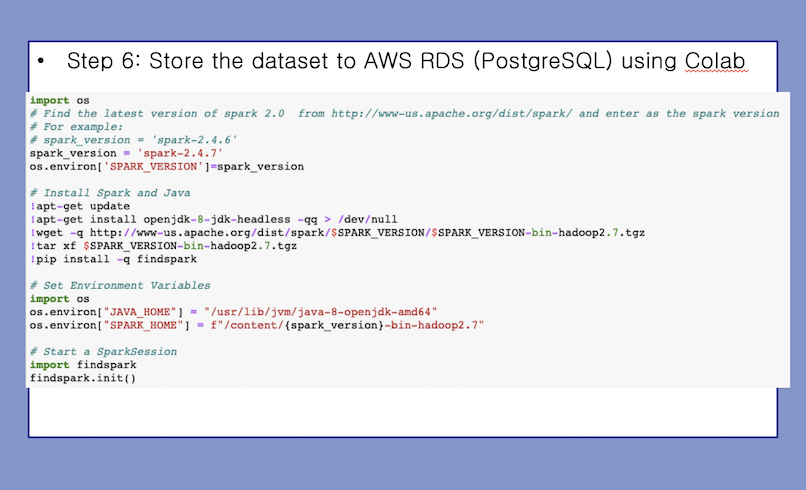 • Step 6: Store the dataset to AWS RDS (PostgreSQL) using Colab
import os
# Find the latest version of spark 2.0  from http://www-us.apache.org/dist/spark/ and enter as the spark version
# For example:
# spark_version = 'spark-2.4.6'
spark_version = 'spark-2.4.7'
os.environ['SPARK_VERSION']=spark_version
# Install Spark and Java
!apt-get update
!apt-get install openjdk-8-jdk-headless -qq > /dev/null
!wget -q http://www-us.apache.org/dist/spark/$SPARK_VERSION/$SPARK_VERSION-bin-hadoop2.7.tgz
!tar xf $SPARK_VERSION-bin-hadoop2.7.tgz
!pip install -q findspark
# Set Environment Variables
import os
os.environ["JAVA_HOME"] = "/usr/lib/jvm/java-8-openjdk-amd64"
os.environ["SPARK_HOME"] = f"/content/{spark_version}-bin-hadoop2.7"
# Start a SparkSession
import findspark
findspark.init()